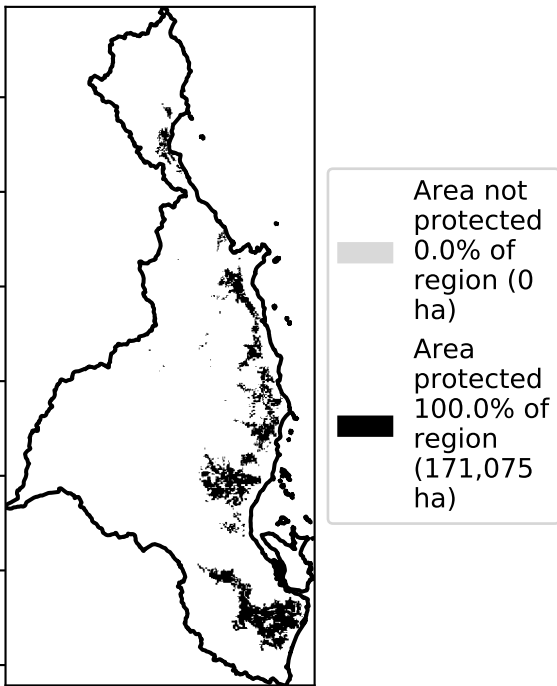 Area not
protected
0.0% of
region (0
ha)
Area
protected
100.0% of
region
(171,075
ha)